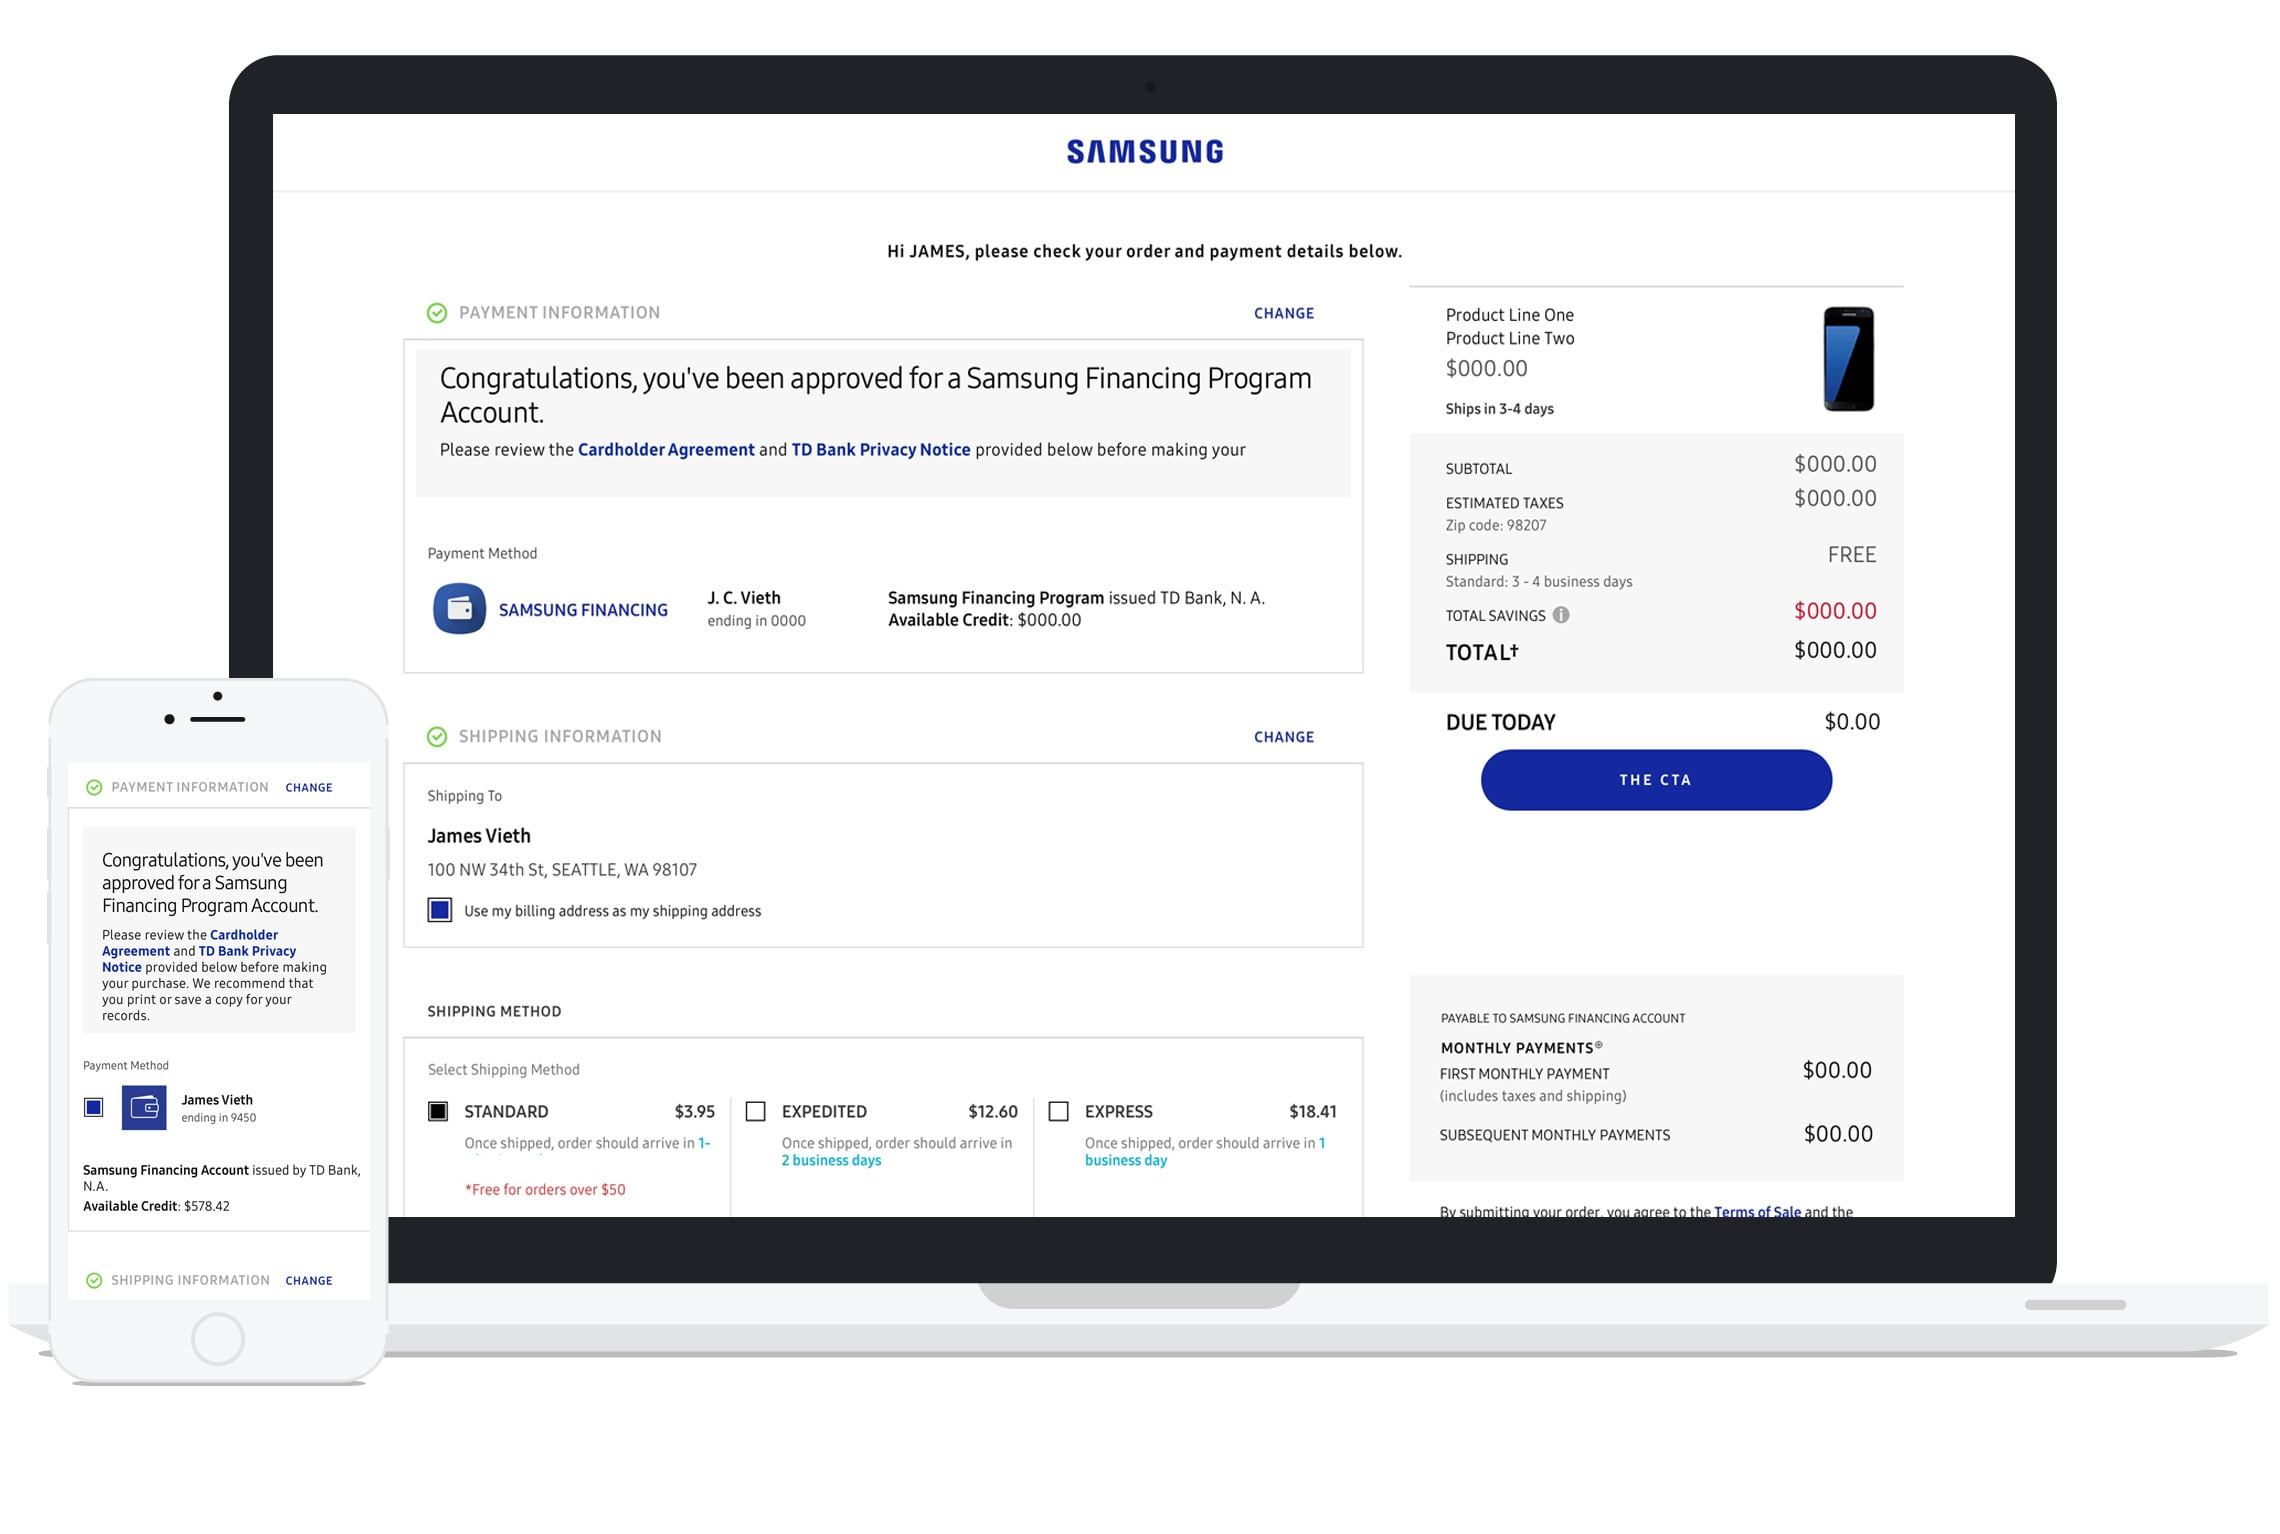 SAMSUNG
Hi JAMES, please check your order and payment details below.
PAYMENT INFORMATION
CHANGE
Congratulations, you've been approved for a Samsung Financing Program
Account.
Please review the Cardholder Agreement and TD Bank Privacy Notice provided below before making your
Payment Method
SAMSUNG FINANCING
J. C. Vieth
ending in 0000
Samsung Financing Program issued TD Bank, N. A.
Available Credit: $000.00
SHIPPING INFORMATION
CHANGE
Shipping To
James Vieth
100 NW 34th St, SEATTLE, WA 98107
Use my billing address as my shipping address
SHIPPING METHOD
Select Shipping Method
STANDARD $3.95
Once shipped, order should arrive in 1-
*Free for orders over $50
EXPEDITED $12.60
Once shipped, order should arrive in
2 business days
EXPRESS $18.41
Once shipped, order should arrive in 1
business day
Product Line One
Product Line Two
$000.00
Ships in 3-4 days
SUBTOTAL $000.00
ESTIMATED TAXES $000.00
Zip code: 98207
SHIPPING FREE
Standard: 3 - 4 business days
TOTAL SAVINGS i $000.00
TOTAL† $000.00
DUE TODAY $0.00
THE CTA
PAYABLE TO SAMSUNG FINANCING ACCOUNT
MONTHLY PAYMENTS⊕
FIRST MONTHLY PAYMENT $00.00
(includes taxes and shipping)
SUBSEQUENT MONTHLY PAYMENTS $00.00
By submitting your order, you agree to the Terms of Sale and the
PAYMENT INFORMATION CHANGE
Congratulations, you've been
approved for a Samsung
Financing Program Account.
Please review the Cardholder
Agreement and TD Bank Privacy
Notice provided below before making
your purchase. We recommend that
you print or save a copy for your
records.
Payment Method
James Vieth
ending in 9450
Samsung Financing Account issued by TD Bank,
N.A.
Available Credit: $578.42
SHIPPING INFORMATION CHANGE